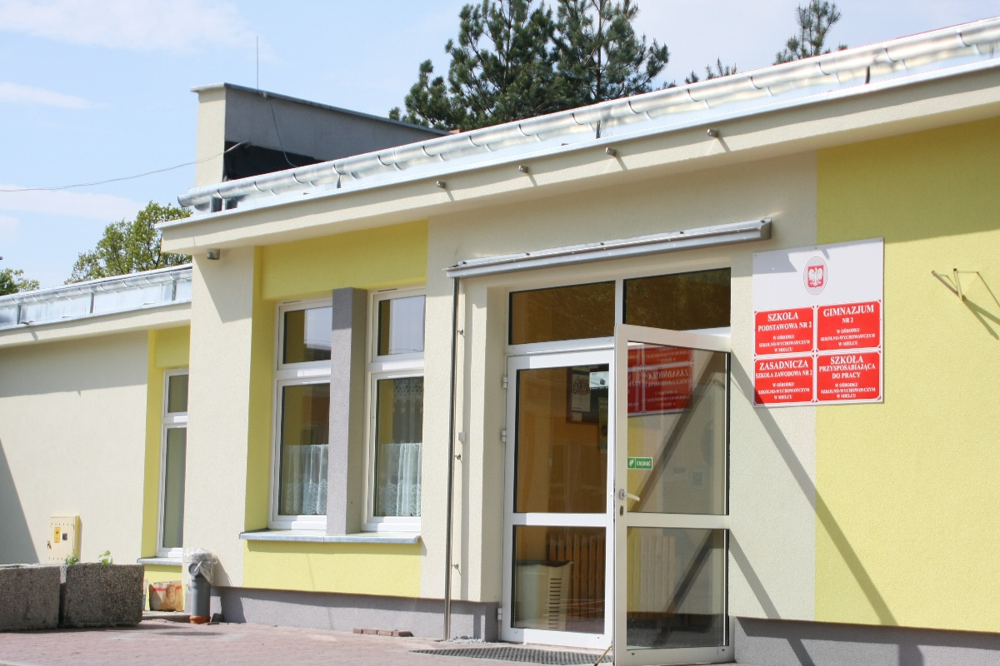 SZKOŁA
PODSTAWOWA NR 2
W OŚRODKU
SZKOLNO-WYCHOWAWCZYM
W MIELCU
GIMNAZJUM
NR 2
W OŚRODKU
SZKOLNO-WYCHOWAWCZYM
W MIELCU
ZASADNICZA
SZKOŁA ZAWODOWA NR 2
W OŚRODKU
SZKOLNO-WYCHOWAWCZYM
W MIELCU
SZKOŁA
PRZYSPOSABIAJĄCA
DO PRACY
W OŚRODKU
SZKOLNO-WYCHOWAWCZYM
W MIELCU